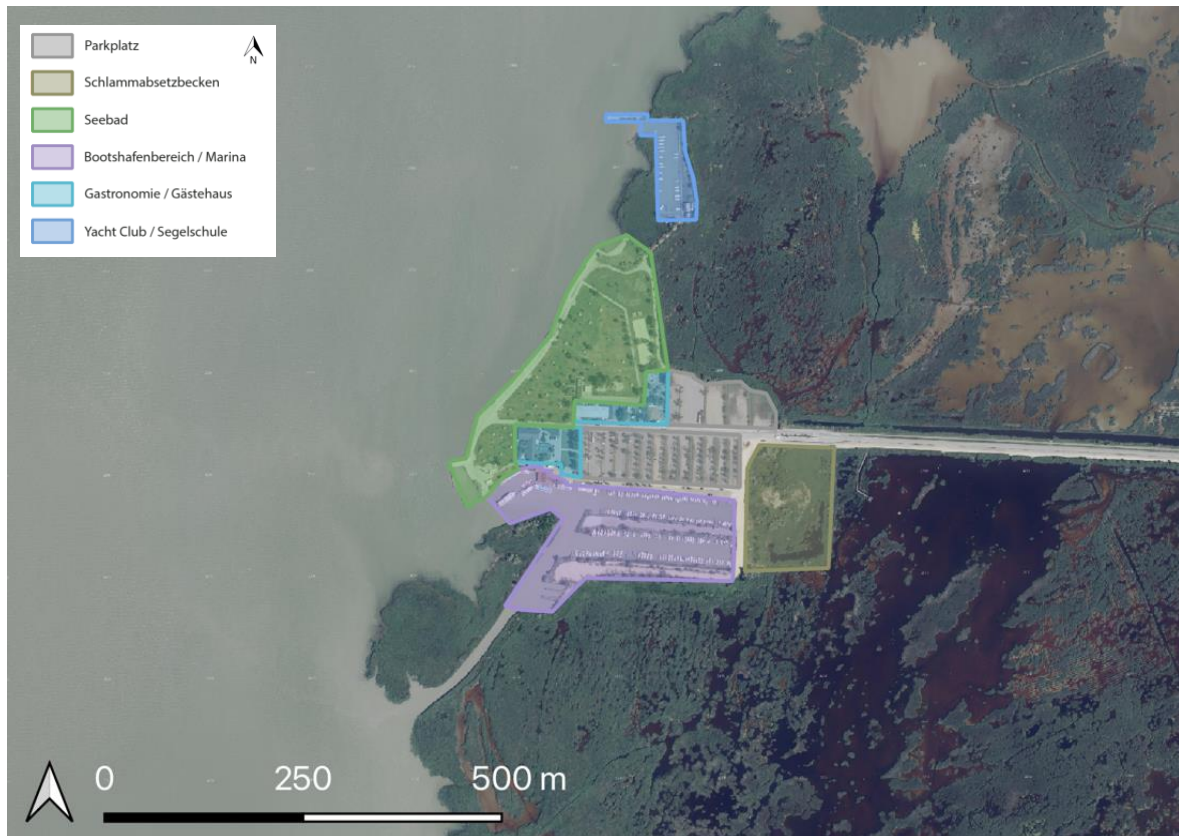 Parkplatz
N
Schlammabsetzbecken
Seebad
Bootshafenbereich / Marina
Gastronomie / Gästehaus
Yacht Club / Segelschule
0 250 500 m